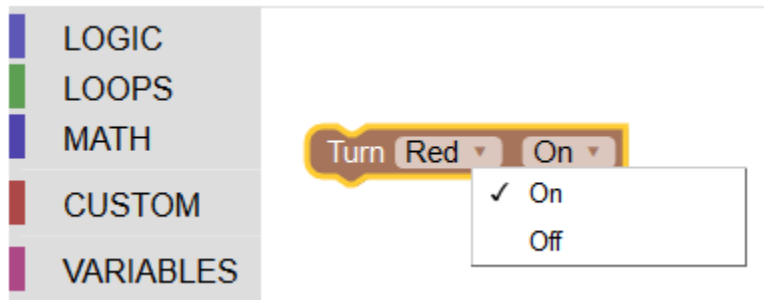 LOGIC
LOOPS
MATH
CUSTOM
VARIABLES
Turn Red On
✓ On
Off